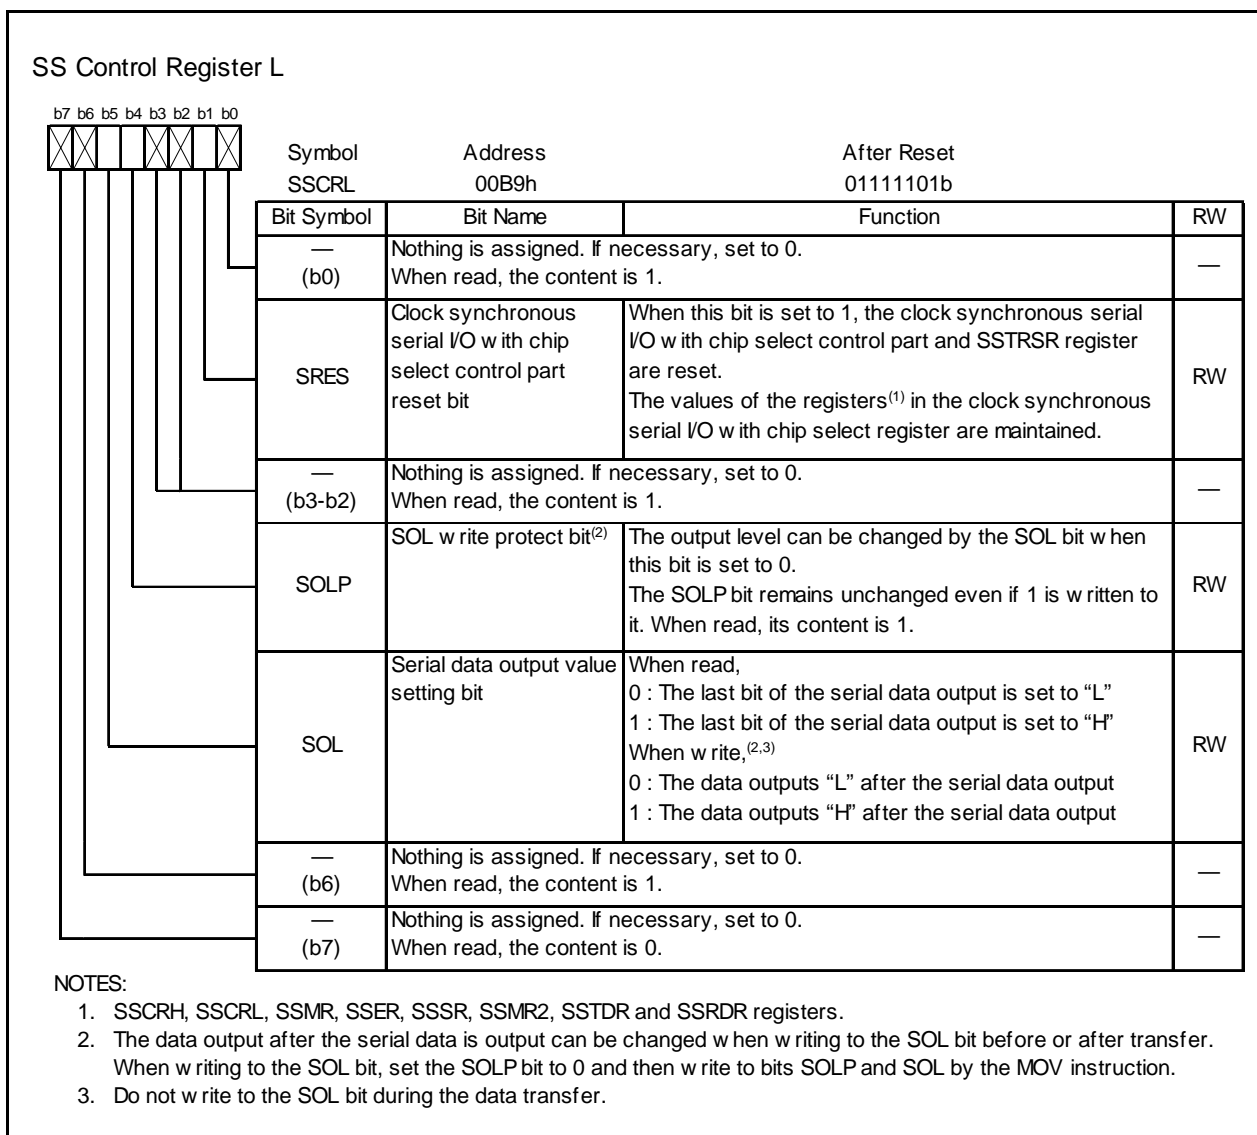 SS Control Register L
b7 b6 b5 b4 b3 b2 b1 b0
Symbol Address After Reset
SSCRL 00B9h 01111101b
Bit Symbol Bit Name Function RW
—
(b0)
Nothing is assigned. If necessary, set to 0.
When read, the content is 1.
—
SRES
Clock synchronous
serial I/O with chip
select control part
reset bit
When this bit is set to 1, the clock synchronous serial
I/O with chip select control part and SSTRSR register
are reset.
The values of the registers(1) in the clock synchronous
serial I/O with chip select register are maintained.
RW
—
(b3-b2)
Nothing is assigned. If necessary, set to 0.
When read, the content is 1.
—
SOLP
SOL write protect bit(2)
The output level can be changed by the SOL bit when
this bit is set to 0.
The SOLP bit remains unchanged even if 1 is written to
it. When read, its content is 1.
RW
SOL
Serial data output value
setting bit
When read,
0 : The last bit of the serial data output is set to “L”
1 : The last bit of the serial data output is set to “H”
When write,(2,3)
0 : The data outputs “L” after the serial data output
1 : The data outputs “H” after the serial data output
RW
—
(b6)
Nothing is assigned. If necessary, set to 0.
When read, the content is 1.
—
—
(b7)
Nothing is assigned. If necessary, set to 0.
When read, the content is 0.
—
NOTES:
1. SSCRH, SSCRL, SSMR, SSER, SSSR, SSMR2, SSTDR and SSRDR registers.
2. The data output after the serial data is output can be changed when writing to the SOL bit before or after transfer.
When writing to the SOL bit, set the SOLP bit to 0 and then write to bits SOLP and SOL by the MOV instruction.
3. Do not write to the SOL bit during the data transfer.